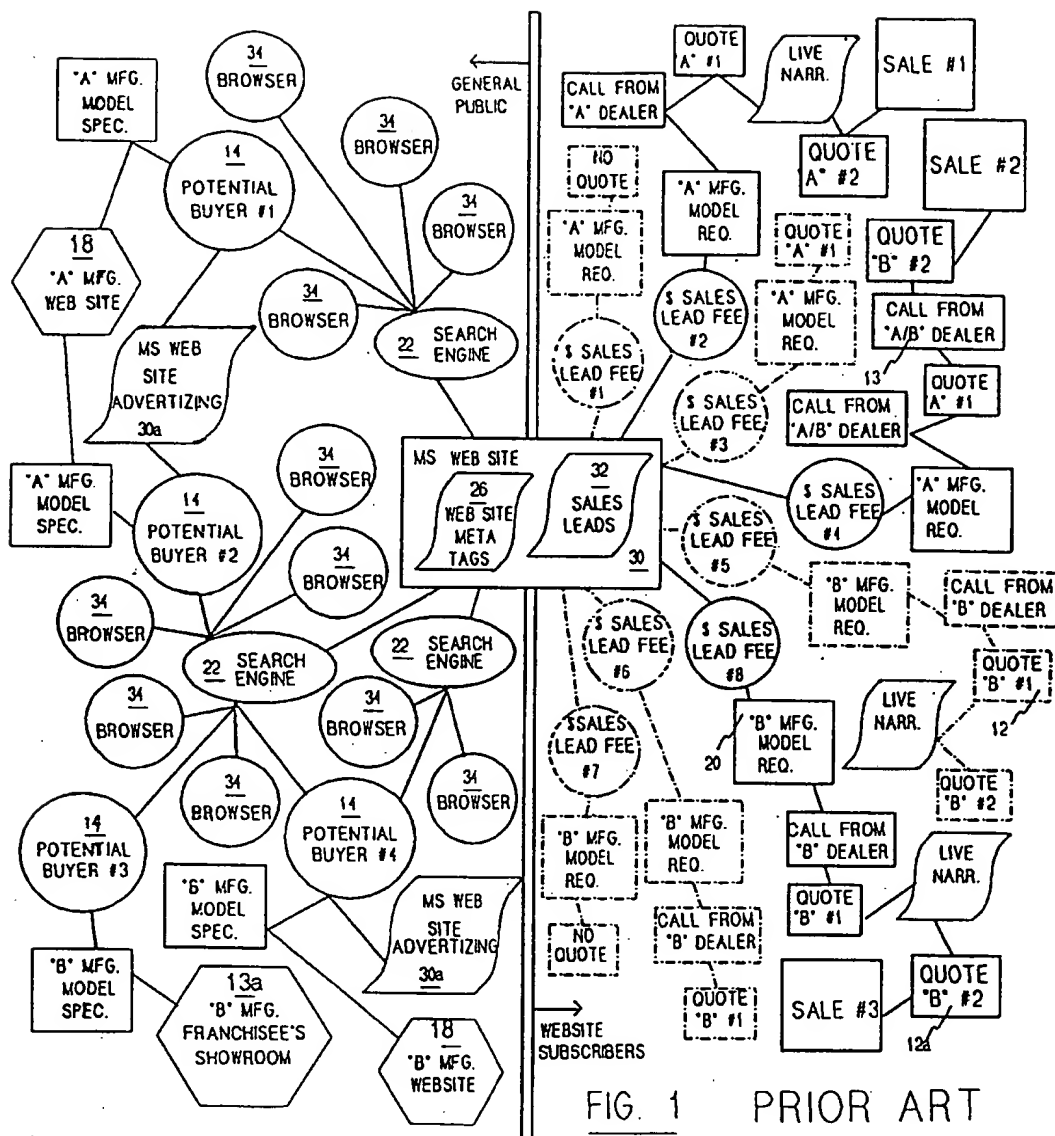 34
BROWSER
"A" MFG.
MODEL
SPEC.
14
POTENTIAL
BUYER #1
34
BROWSER
34
BROWSER
34
BROWSER
18
"A" MFG.
WEB SITE
MS WEB
SITE
ADVERTIZING
30a
22 SEARCH
ENGINE
GENERAL
PUBLIC
"A" MFG.
MODEL
SPEC.
14
POTENTIAL
BUYER #2
34
BROWSER
34
BROWSER
34
BROWSER
22 SEARCH
ENGINE
22 SEARCH
ENGINE
34
BROWSER
34
BROWSER
34
BROWSER
34
BROWSER
14
POTENTIAL
BUYER #3
14
POTENTIAL
BUYER #4
"B" MFG.
MODEL
SPEC.
"B" MFG.
MODEL
SPEC.
13a
"B" MFG.
FRANCHISEE'S
SHOWROOM
MS WEB
SITE
ADVERTIZING
30a
18
"B" MFG.
WEBSITE
MS WEB SITE
26
WEB SITE
META
TAGS
32
SALES
LEADS
30
QUOTE
"A" #1
LIVE
NARR.
SALE #1
CALL FROM
"A" DEALER
QUOTE
"A" #2
SALE #2
NO
QUOTE
"A" MFG.
MODEL
REQ.
"A" MFG.
MODEL
REQ.
QUOTE
"A" #1
QUOTE
"B" #2
$ SALES
LEAD FEE
#1
$ SALES
LEAD FEE
#2
"A" MFG.
MODEL
REQ.
CALL FROM
"A/B" DEALER
13
$ SALES
LEAD FEE
#3
CALL FROM
"A/B" DEALER
QUOTE
A" #1
$ SALES
LEAD FEE
#4
"A" MFG.
MODEL
REQ.
$ SALES
LEAD FEE
#5
"B" MFG.
MODEL
REQ.
CALL FROM
"B" DEALER
QUOTE
"B" #1
12
LIVE
NARR.
QUOTE
"B" #2
$ SALES
LEAD FEE
#6
$ SALES
LEAD FEE
#8
20
"B" MFG.
MODEL
REQ.
$SALES
LEAD FEE
#7
"B" MFG.
MODEL
REQ.
"B" MFG.
MODEL
REQ.
CALL FROM
"B" DEALER
LIVE
NARR.
QUOTE
"B" #1
NO
QUOTE
CALL FROM
"B" DEALER
QUOTE
"B" #1
SALE #3
QUOTE
"B" #2
12a
WEBSITE
SUBSCRIBERS
FIG. 1 PRIOR ART